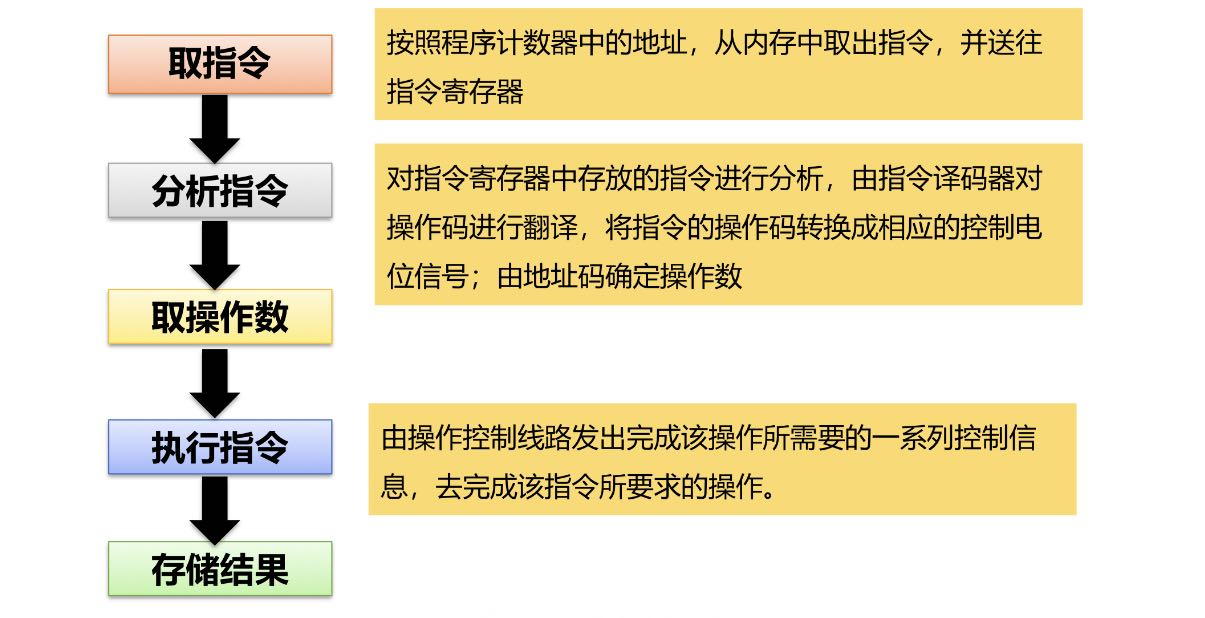 取指令
按照程序计数器中的地址，从内存中取出指令，并送往
指令寄存器
分析指令
对指令寄存器中存放的指令进行分析，由指令译码器对
操作码进行翻译，将指令的操作码转换成相应的控制电
位信号；由地址码确定操作数
取操作数
执行指令
由操作控制线路发出完成该操作所需要的一系列控制信
息，去完成该指令所要求的操作。
存储结果